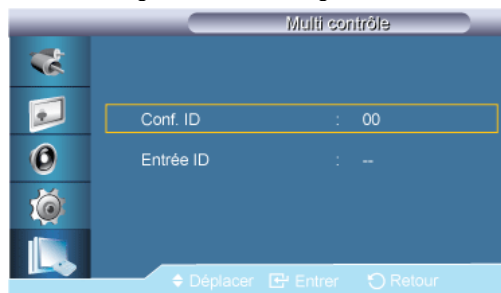 Multi contrôle
Conf. ID : 00
Entrée ID : --
Déplacer Entrer Retour